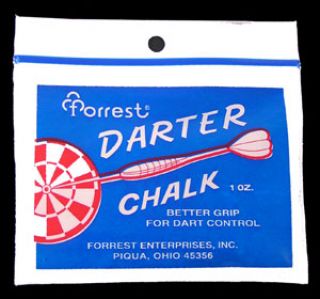 Forrest®
DARTER
CHALK
1 OZ.
BETTER GRIP
FOR DART CONTROL
FORREST ENTERPRISES, INC.
PIQUA, OHIO 45356